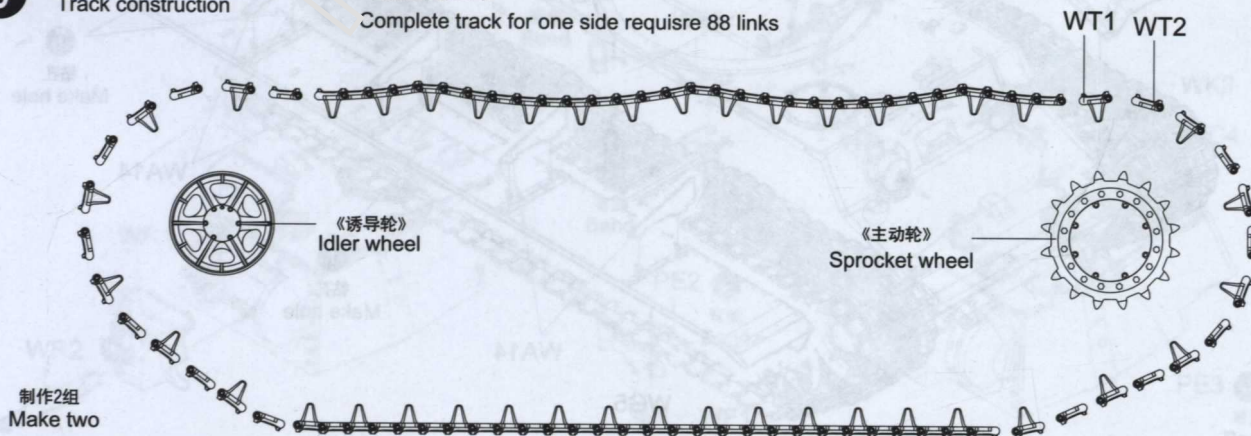 Track construction
Complete track for one side requisre 88 links
WT1 WT2
《诱导轮》
Idler wheel
《主动轮》
Sprocket wheel
制作2组
Make two